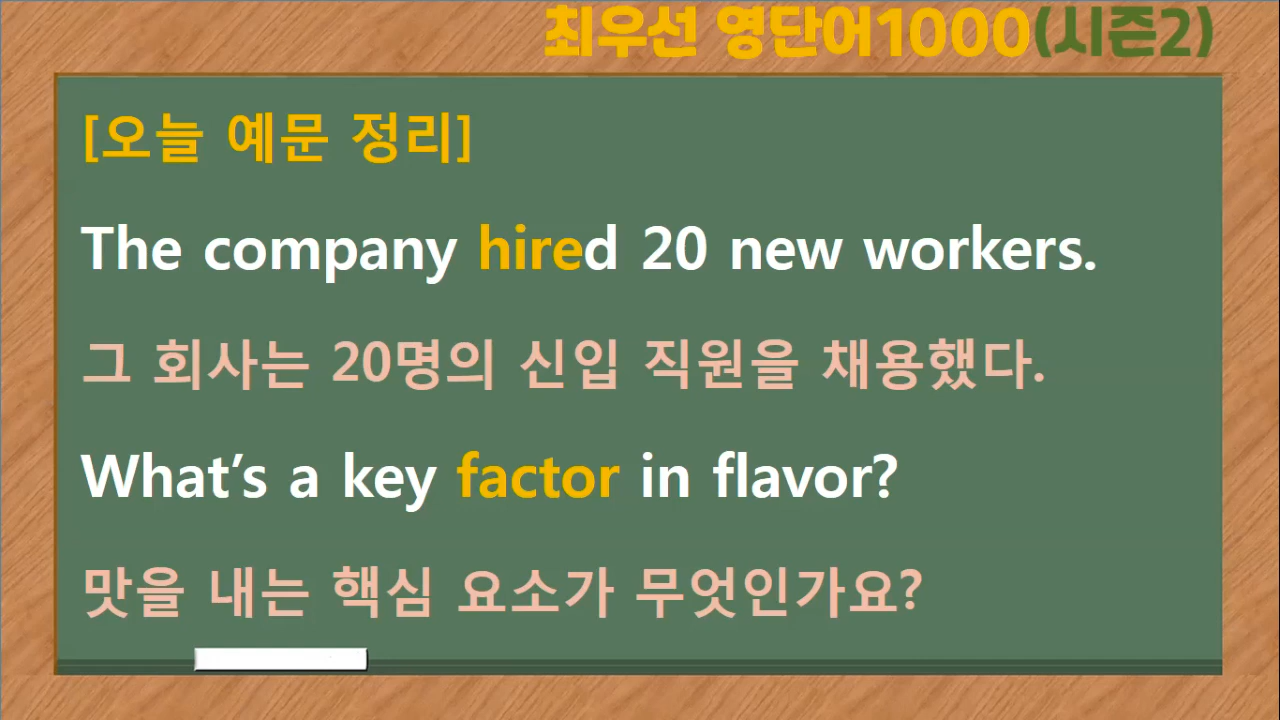 최우선 영단어1000(시즌2)
[오늘 예문 정리]
The company hired 20 new workers.
그 회사는 20명의 신입 직원을 채용했다.
What’s a key factor in flavor?
맛을 내는 핵심 요소가 무엇인가요?